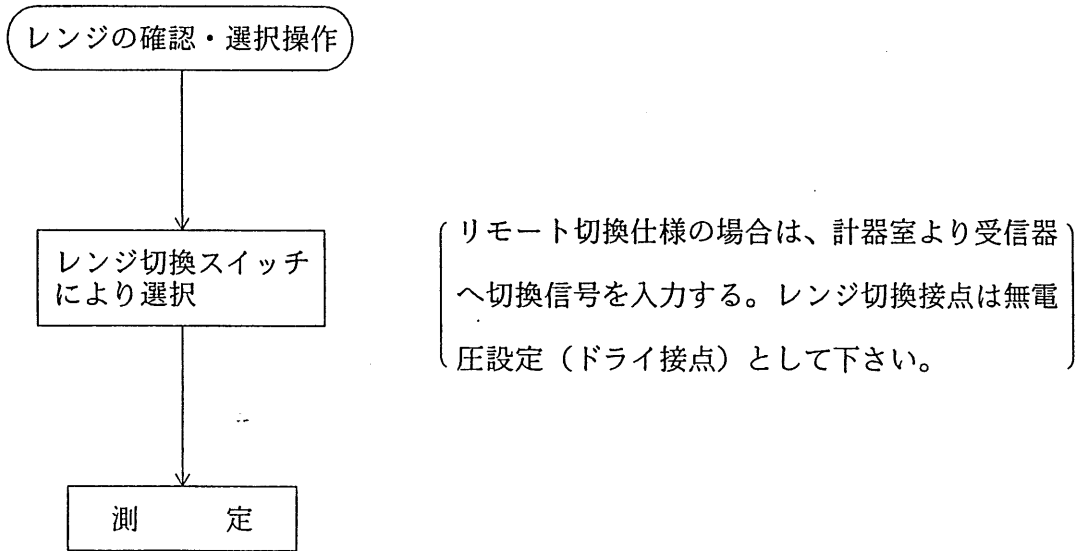 レンジの確認・選択操作
レンジ切換スイッチ
により選択
リモート切換仕様の場合は、計器室より受信器
へ切換信号を入力する。レンジ切換接点は無電
圧設定（ドライ接点）として下さい。
測　　　定